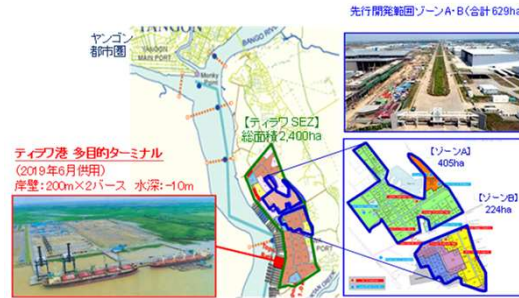 先行開発範囲ゾーンA・B(合計629ha
ヤンゴン
都市圏
YANGON
YANGON
MAIN PORT
Monkey
Point
【ティラワ SEZ】
総面積2,400ha
ティラワ港 多目的ターミナル
(2019年6月供用)
岸壁:200m×2バース 水深:-10m
【ゾーンA】
405ha
【ゾーンB】
224ha